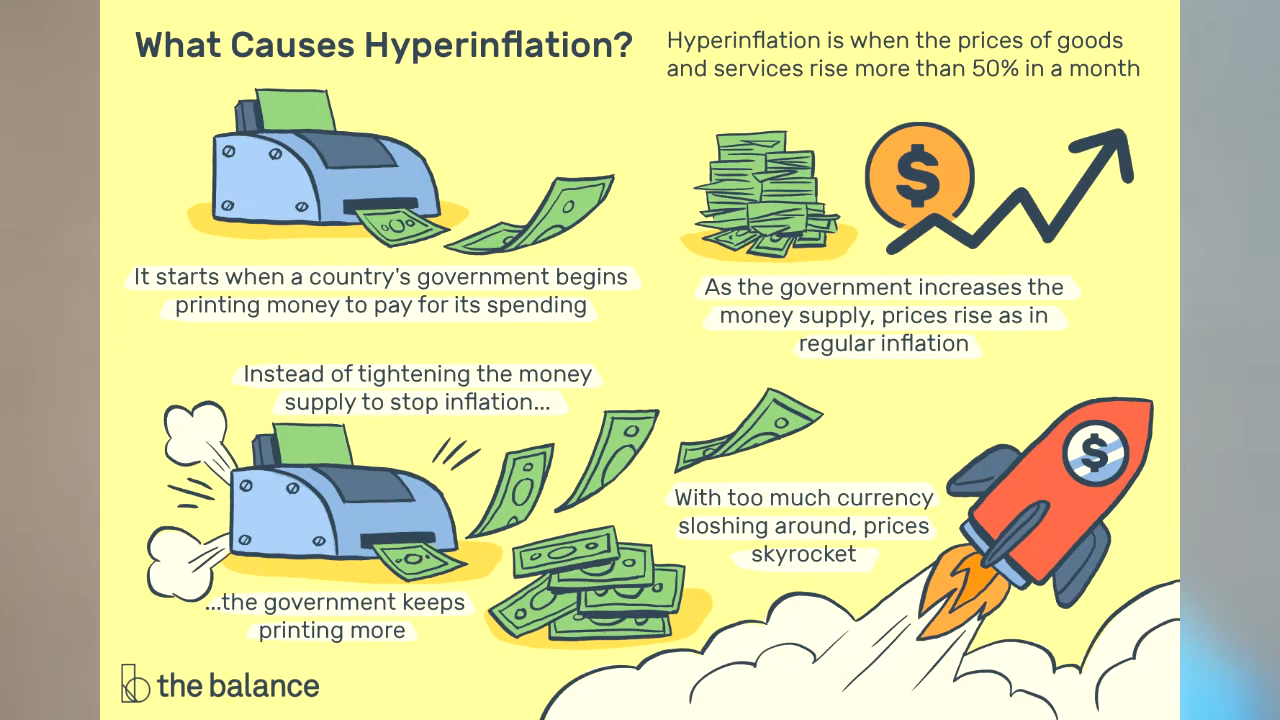 What Causes Hyperinflation?
Hyperinflation is when the prices of goods
and services rise more than 50% in a month
$
It starts when a country's government begins
printing money to pay for its spending
As the government increases the
money supply, prices rise as in
regular inflation
Instead of tightening the money
supply to stop inflation...
...the government keeps
printing more
With too much currency
sloshing around, prices
skyrocket
$
the balance